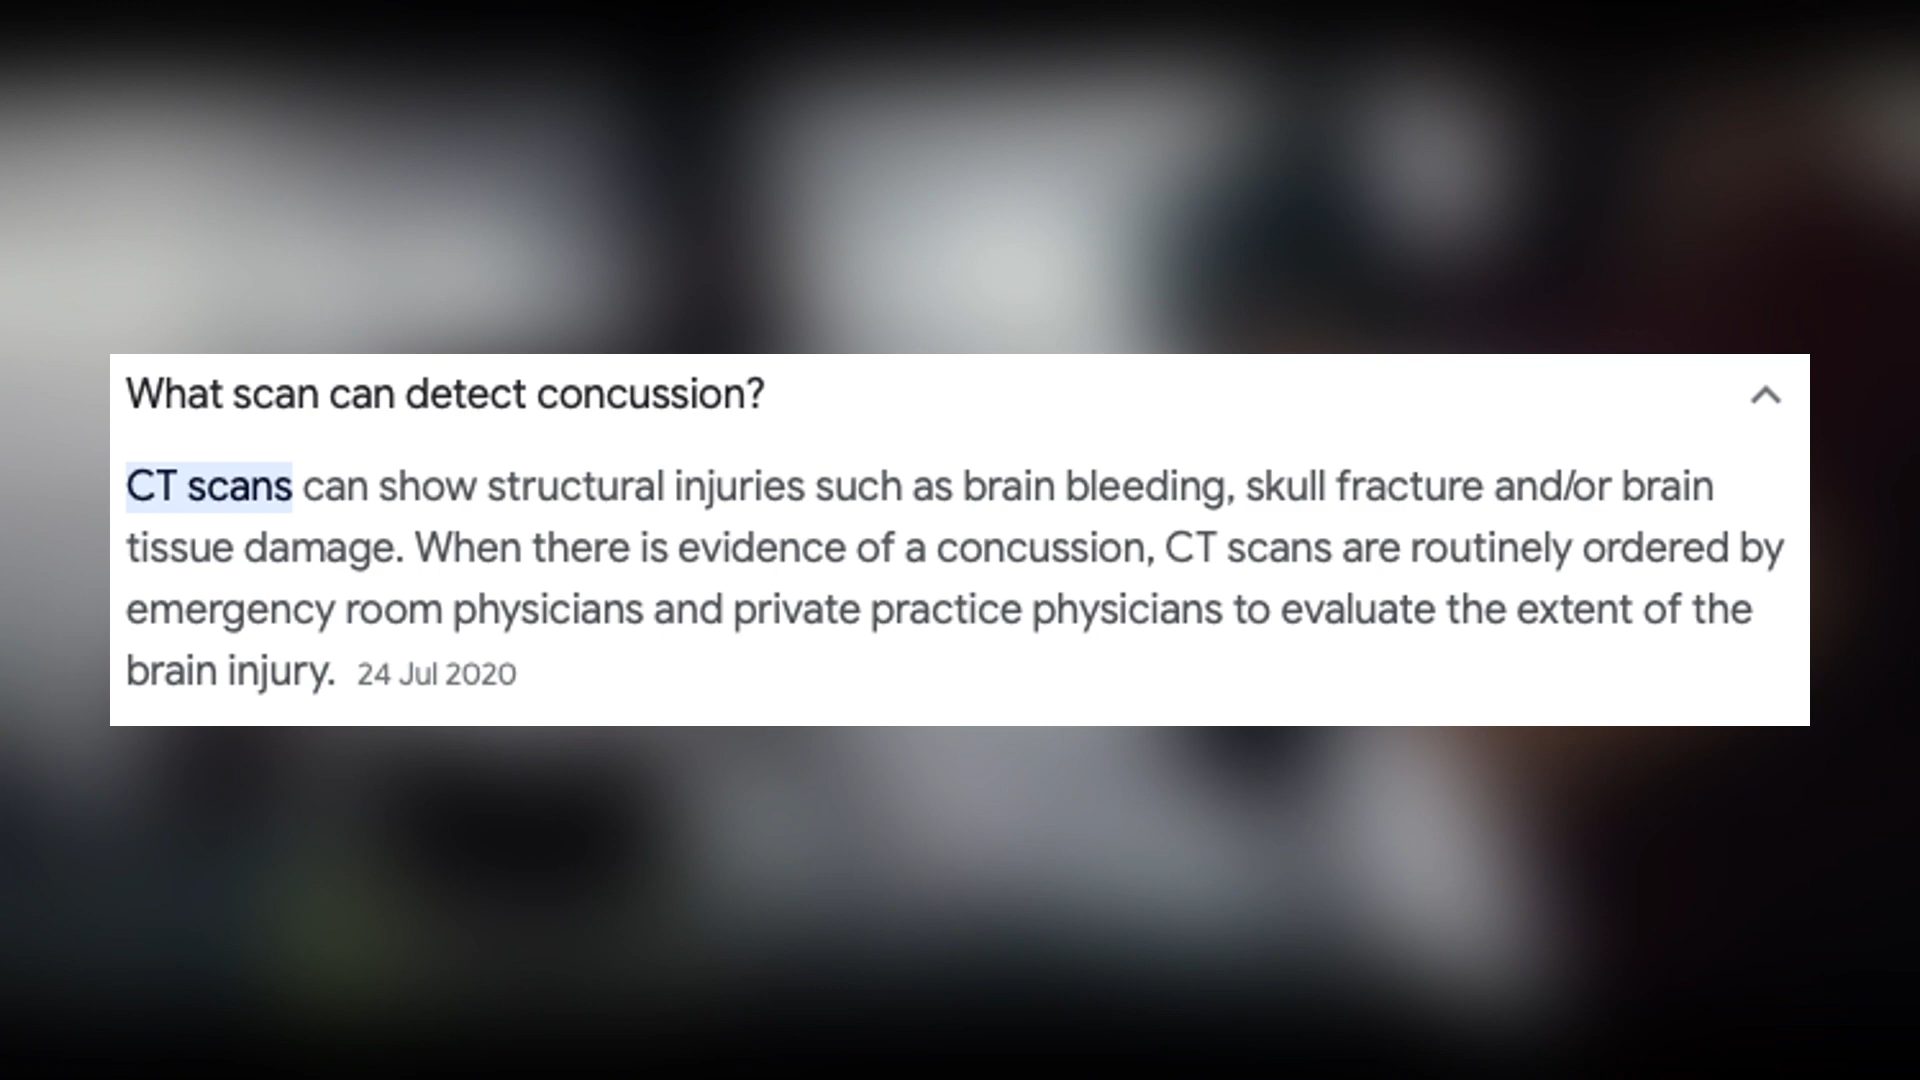 What scan can detect concussion?
CT scans can show structural injuries such as brain bleeding, skull fracture and/or brain
tissue damage. When there is evidence of a concussion, CT scans are routinely ordered by
emergency room physicians and private practice physicians to evaluate the extent of the
brain injury. 24 Jul 2020